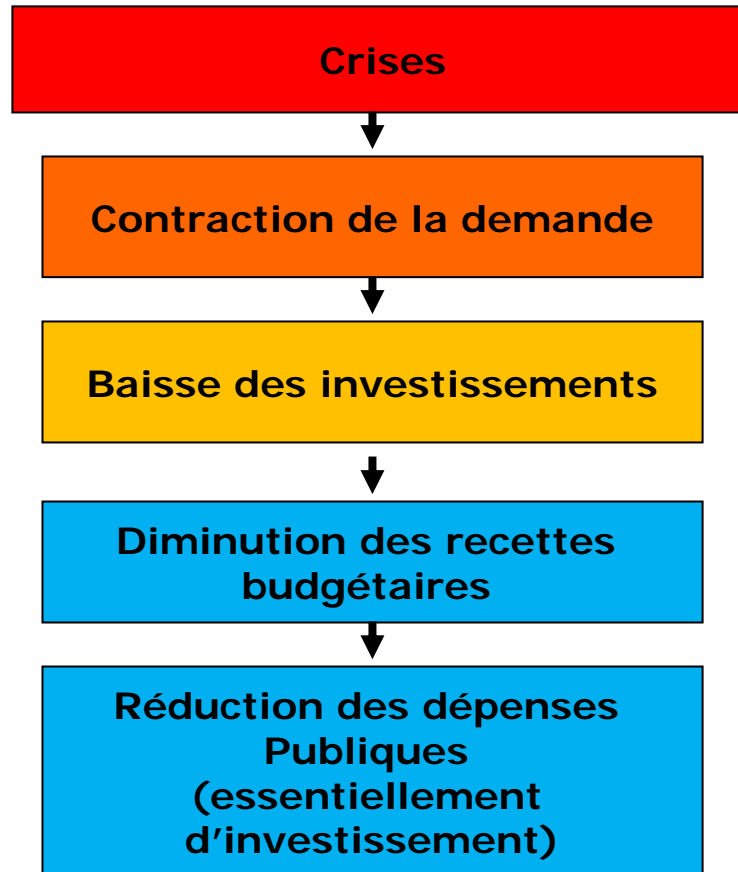 Crises
Contraction de la demande
Baisse des investissements
Diminution des recettes
budgétaires
Réduction des dépenses
Publiques
(essentiellement
d’investissement)